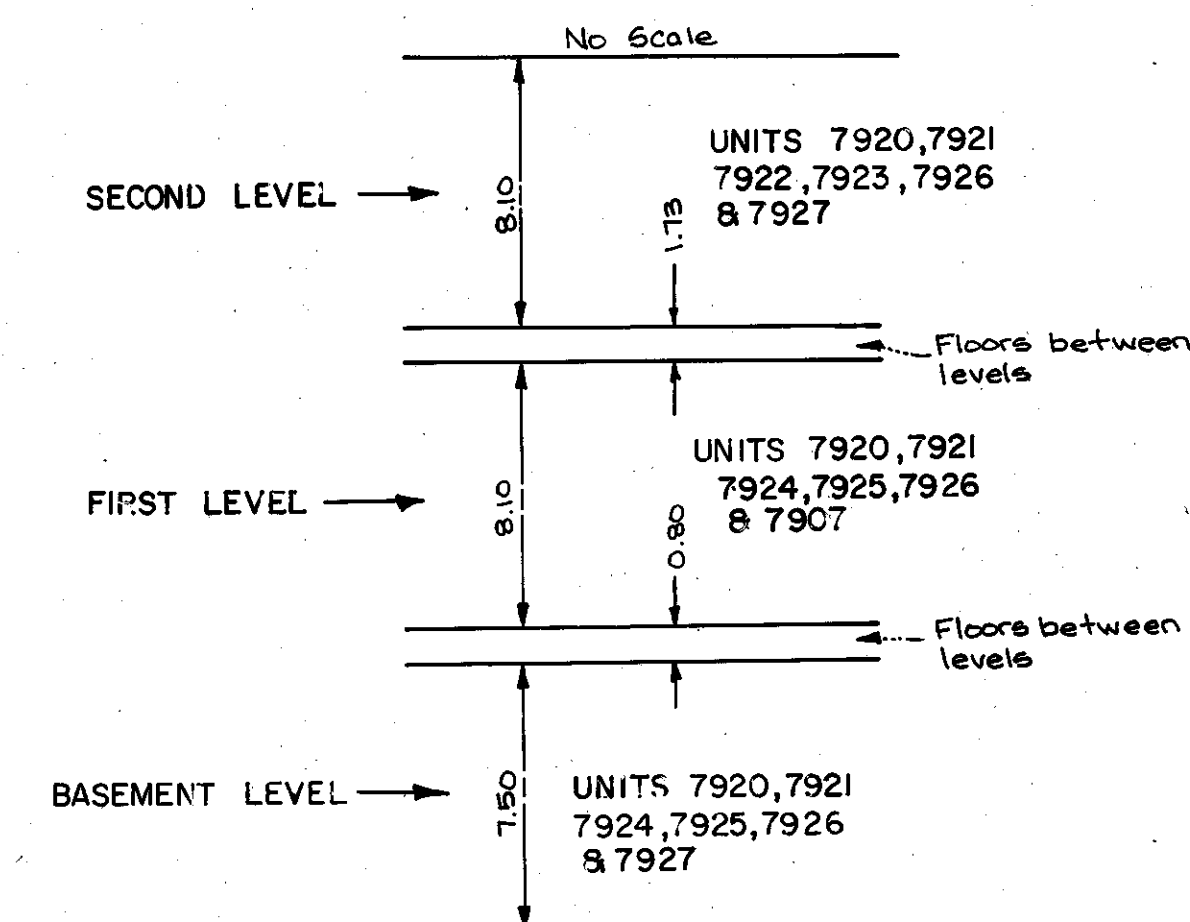 No Scale
UNITS 7920,7921
7922,7923,7926
& 7927
SECOND LEVEL
8.10
1.73
Floors between
levels
UNITS 7920,7921
7924,7925,7926
& 7907
FIRST LEVEL
8.10
0.80
Floors between
levels
BASEMENT LEVEL
7.50
UNITS 7920,7921
7924,7925,7926
& 7927